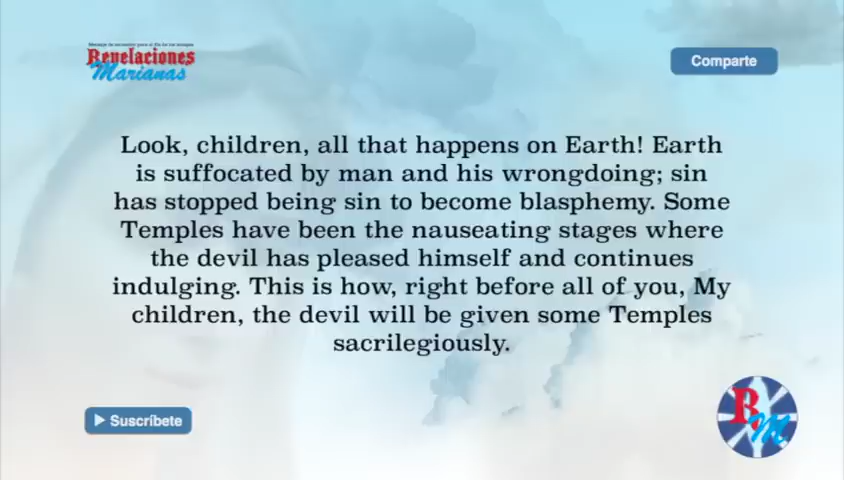 Revelaciones
Marianas
Comparte
Look, children, all that happens on Earth! Earth
is suffocated by man and his wrongdoing; sin
has stopped being sin to become blasphemy. Some
Temples have been the nauseating stages where
the devil has pleased himself and continues
indulging. This is how, right before all of you, My
children, the devil will be given some Temples
sacrilegiously.
Suscríbete
RM